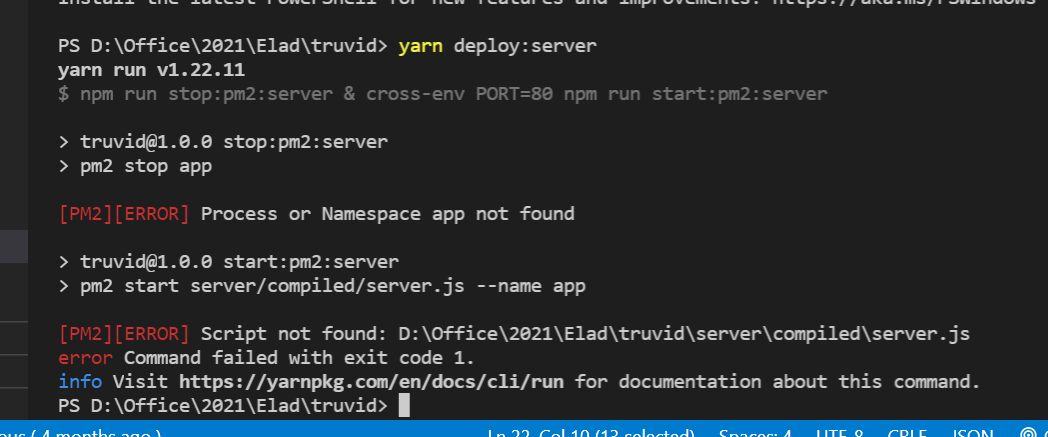 Install the latest PowerShell for new features and improvements: https://aka.ms/PSWindows
PS D:\Office\2021\Elad\truvid> yarn deploy:server
yarn run v1.22.11
$ npm run stop:pm2:server & cross-env PORT=80 npm run start:pm2:server
> truvid@1.0.0 stop:pm2:server
> pm2 stop app
[PM2][ERROR] Process or Namespace app not found
> truvid@1.0.0 start:pm2:server
> pm2 start server/compiled/server.js --name app
[PM2][ERROR] Script not found: D:\Office\2021\Elad\truvid\server\compiled\server.js
error Command failed with exit code 1.
info Visit https://yarnpkg.com/en/docs/cli/run for documentation about this command.
PS D:\Office\2021\Elad\truvid>
ous ( 4 months ago ) Ln 22, Col 10 (13 selected) Spaces: 4 UTF-8 CRLF JSON